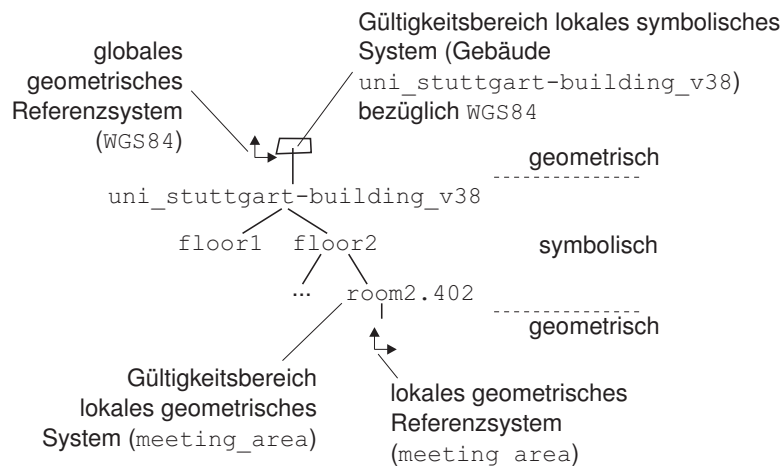 globales
geometrisches
Referenzsystem
(WGS84)
Gültigkeitsbereich lokales symbolisches
System (Gebäude
uni_stuttgart-building_v38)
bezüglich WGS84
geometrisch
uni_stuttgart-building_v38
floor1 floor2
symbolisch
... room2.402
geometrisch
Gültigkeitsbereich
lokales geometrisches
System (meeting_area)
lokales geometrisches
Referenzsystem
(meeting area)